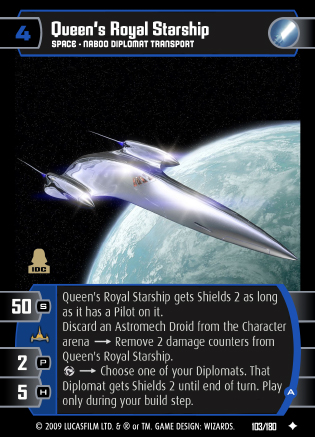 4
Queen's Royal Starship
SPACE - NABOO DIPLOMAT TRANSPORT
IDC
50 S
2 P
5 H
Queen's Royal Starship gets Shields 2 as long
as it has a Pilot on it.
Discard an Astromech Droid from the Character
arena → Remove 2 damage counters from
Queen's Royal Starship.
→ Choose one of your Diplomats. That
Diplomat gets Shields 2 until end of turn. Play
only during your build step.
A
© 2009 LUCASFILM LTD. & ® or TM. GAME DESIGN: WIZARDS. 103/180